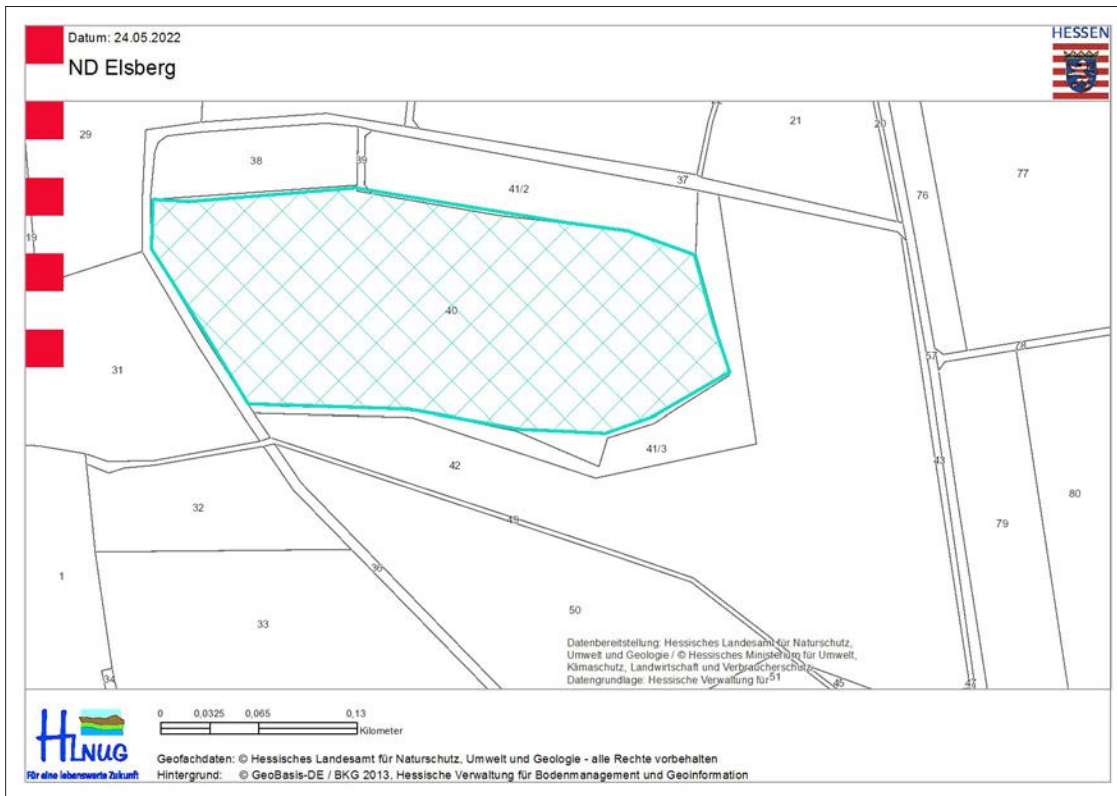 Datum: 24.05.2022
HESSEN
ND Elsberg
29
38
39
41/2
37
21
20
76
77
19
40
31
57
78
42
41/3
43
80
32
49
79
1
36
33
50
34
Datenbereitstellung: Hessisches Landesamt für Naturschutz,
Umwelt und Geologie / © Hessisches Ministerium für Umwelt,
Klimaschutz, Landwirtschaft und Verbraucherschutz
Datengrundlage: Hessische Verwaltung für
51
45
47
HLNUG
Für eine lebenswerte Zukunft
0 0,0325 0,065 0,13
Kilometer
Geofachdaten: © Hessisches Landesamt für Naturschutz, Umwelt und Geologie - alle Rechte vorbehalten
Hintergrund: © GeoBasis-DE / BKG 2013, Hessische Verwaltung für Bodenmanagement und Geoinformation